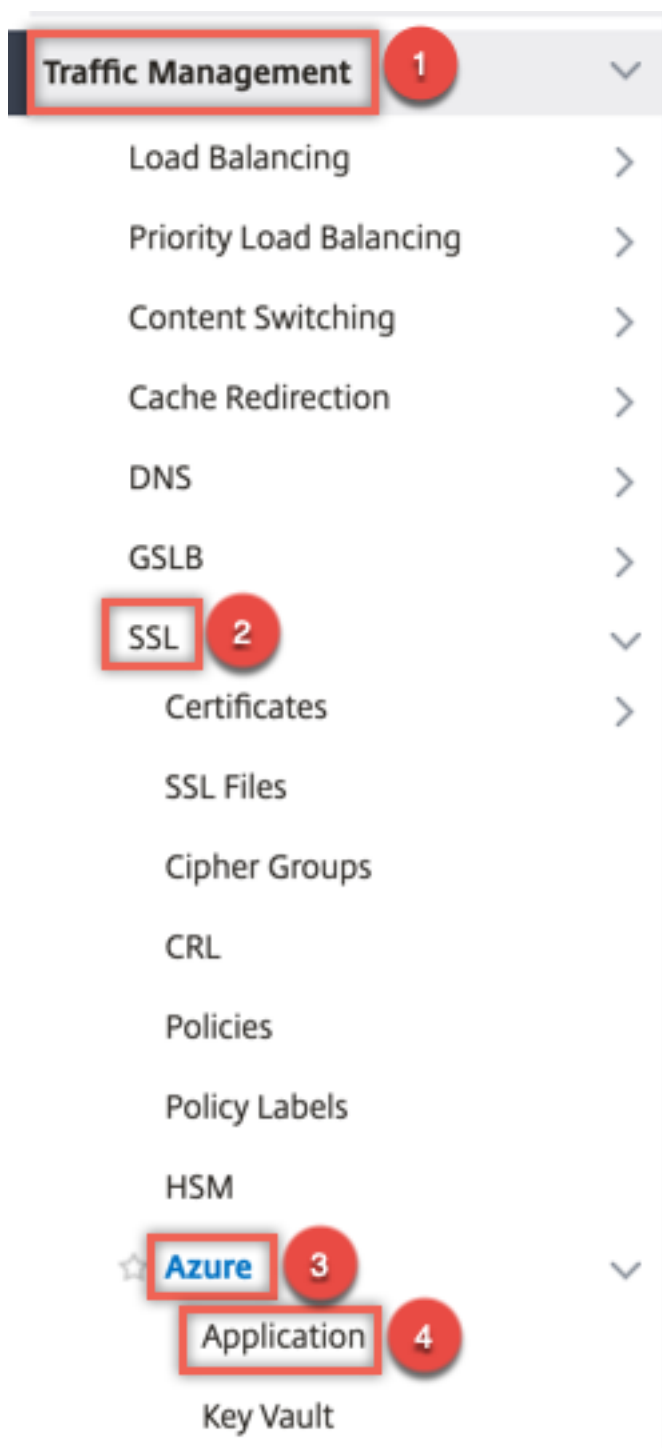 Traffic Management 1
Load Balancing
Priority Load Balancing
Content Switching
Cache Redirection
DNS
GSLB
SSL 2
Certificates
SSL Files
Cipher Groups
CRL
Policies
Policy Labels
HSM
Azure 3
Application 4
Key Vault